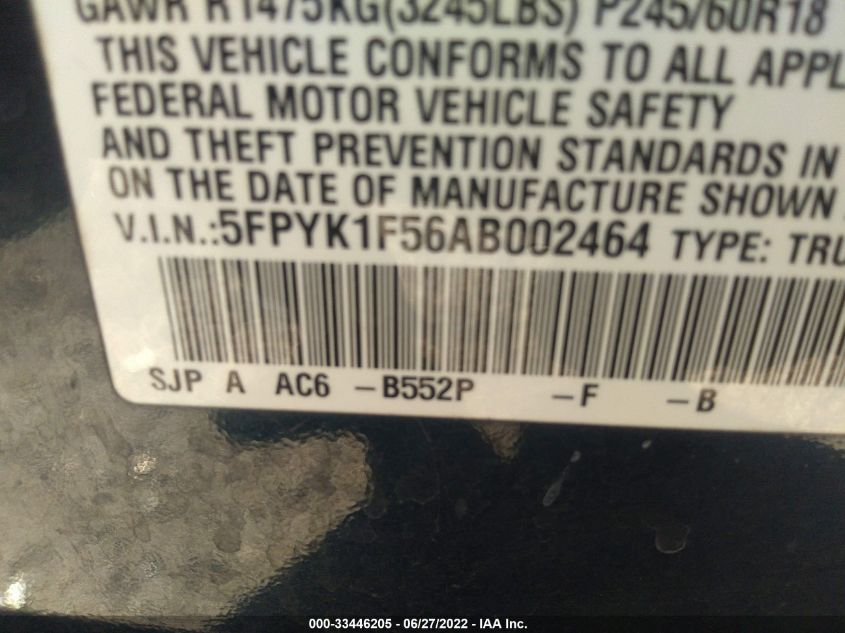 GAWR R1475KG(3245LBS) P245/60R18
THIS VEHICLE CONFORMS TO ALL APPL
FEDERAL MOTOR VEHICLE SAFETY
AND THEFT PREVENTION STANDARDS IN
ON THE DATE OF MANUFACTURE SHOWN
V.I.N.:5FPYK1F56AB002464 TYPE: TRU
SJP A AC6 -B552P -F -B
000-33446205 - 06/27/2022 - IAA Inc.